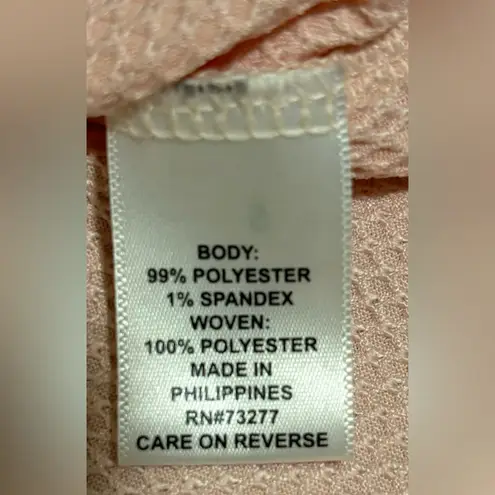 BODY:
99% POLYESTER
1% SPANDEX
WOVEN:
100% POLYESTER
MADE IN
PHILIPPINES
RN#73277
CARE ON REVERSE